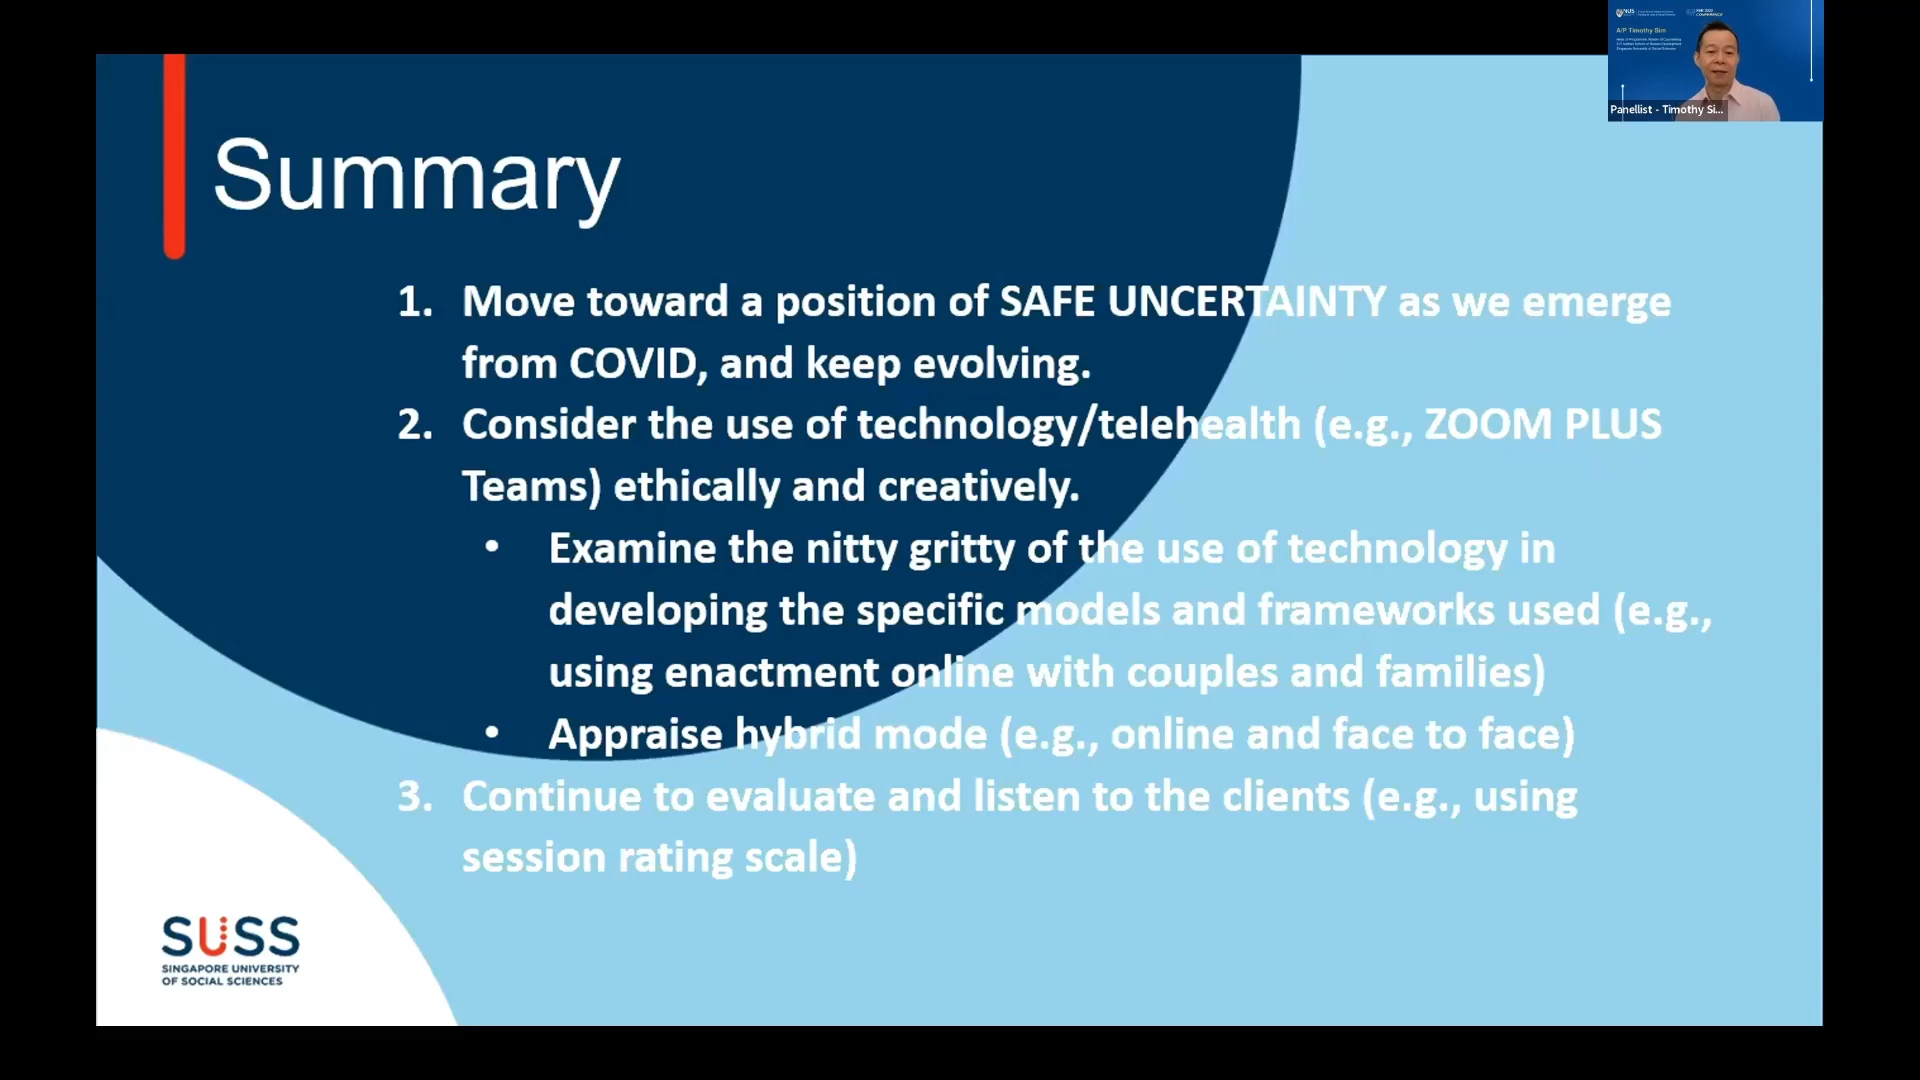 NUS
CONFERENCE
A/P Timothy Sim
Panellist - Timothy Si...
Summary
1. Move toward a position of SAFE UNCERTAINTY as we emerge
from COVID, and keep evolving.
2. Consider the use of technology/telehealth (e.g., ZOOM PLUS
Teams) ethically and creatively.
• Examine the nitty gritty of the use of technology in
developing the specific models and frameworks used (e.g.,
using enactment online with couples and families)
• Appraise hybrid mode (e.g., online and face to face)
3. Continue to evaluate and listen to the clients (e.g., using
session rating scale)
SUSS
SINGAPORE UNIVERSITY
OF SOCIAL SCIENCES